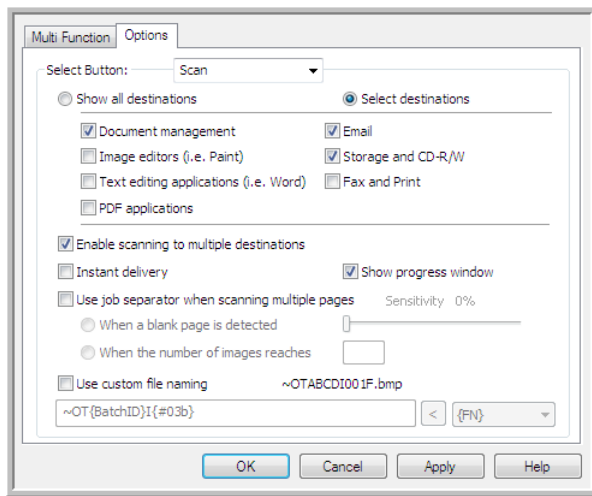 Multi Function Options
Select Button: Scan
Show all destinations Select destinations
Document management Email
Image editors (i.e. Paint) Storage and CD-R/W
Text editing applications (i.e. Word) Fax and Print
PDF applications
Enable scanning to multiple destinations
Instant delivery Show progress window
Use job separator when scanning multiple pages Sensitivity 0%
When a blank page is detected
When the number of images reaches
Use custom file naming ~OTABCDI001F.bmp
~OT{BatchID}I{#03b} < {FN}
OK Cancel Apply Help